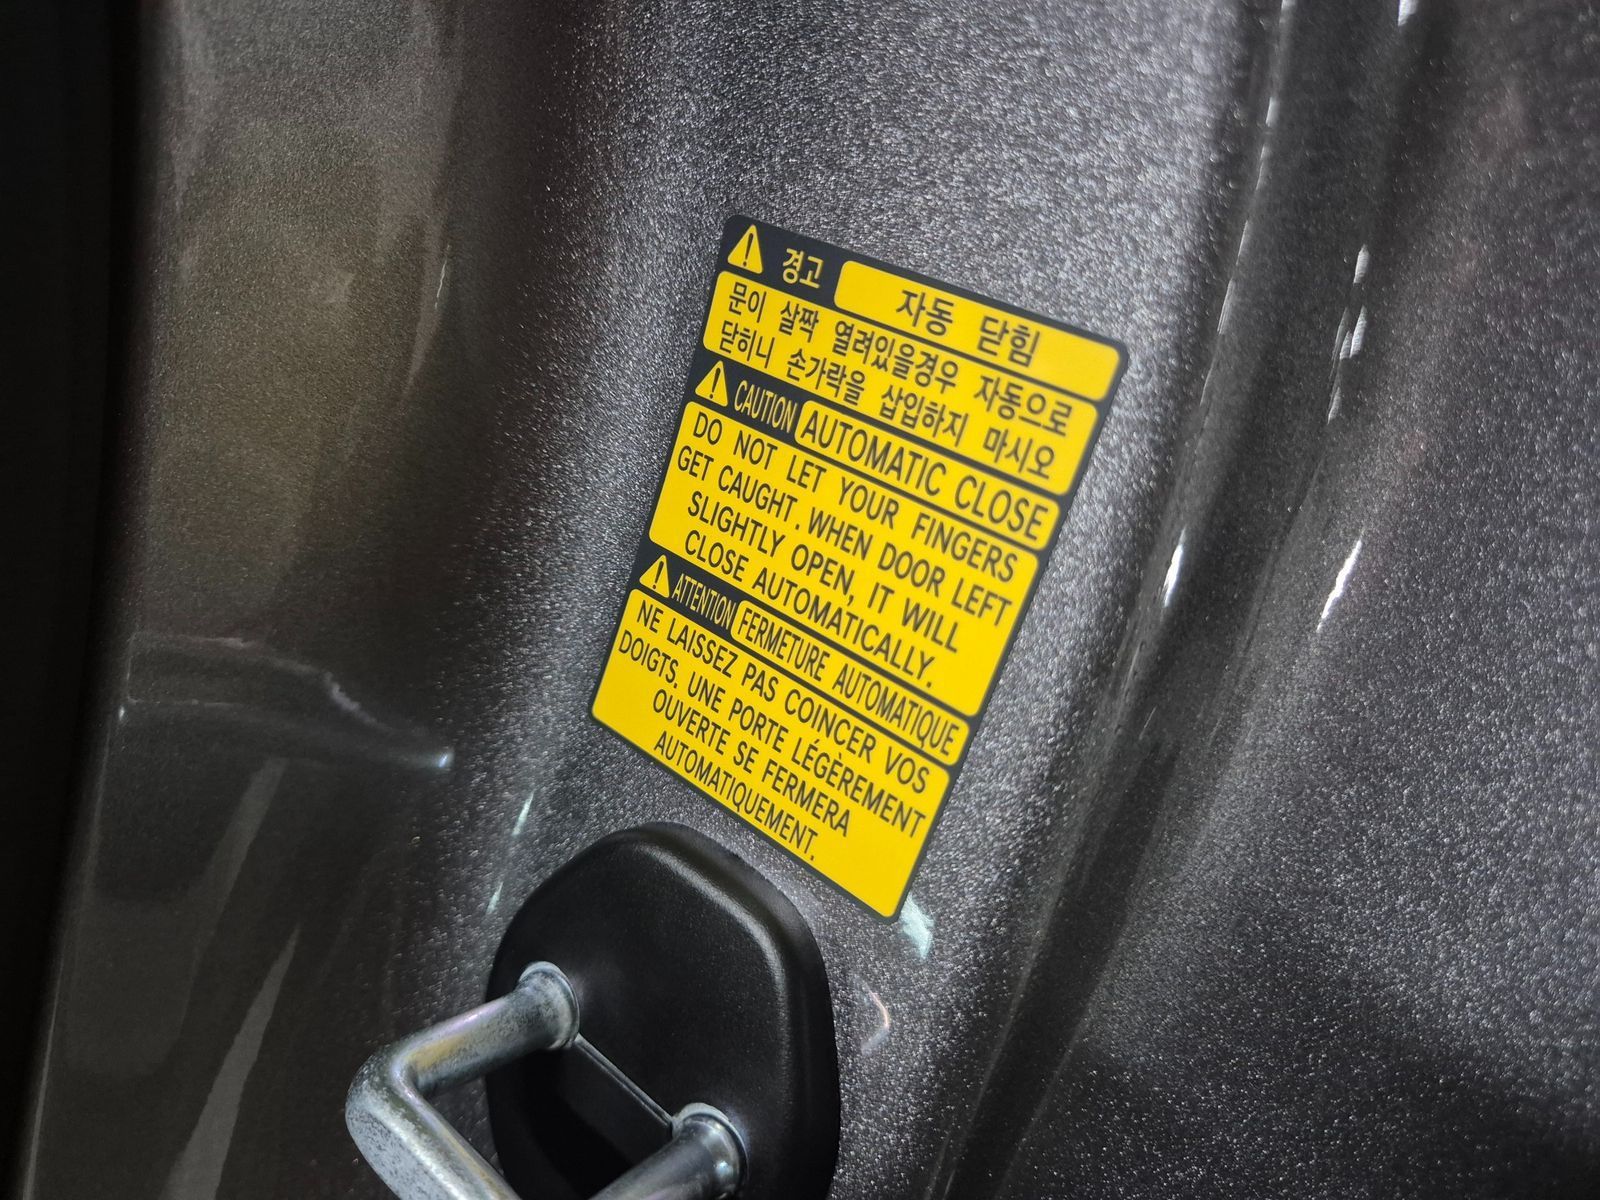 경고 자동 닫힘
문이 살짝 열려있을경우 자동으로
닫히니 손가락을 삽입하지 마시오
CAUTION AUTOMATIC CLOSE
DO NOT LET YOUR FINGERS
GET CAUGHT. WHEN DOOR LEFT
SLIGHTLY OPEN, IT WILL
CLOSE AUTOMATICALLY.
ATTENTION FERMETURE AUTOMATIQUE
NE LAISSEZ PAS COINCER VOS
DOIGTS. UNE PORTE LÉGÈREMENT
OUVERTE SE FERMERA
AUTOMATIQUEMENT.